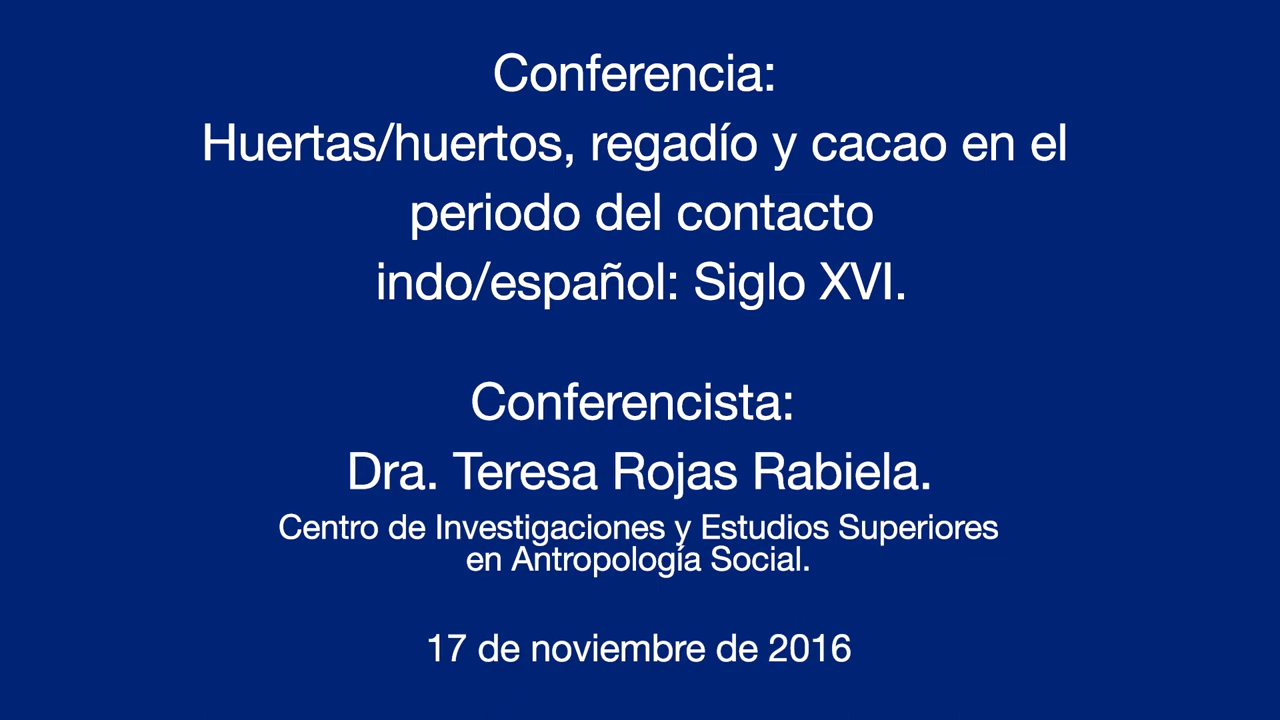 Conferencia:
Huertas/huertos, regadío y cacao en el
periodo del contacto
indo/español: Siglo XVI.
Conferencista:
Dra. Teresa Rojas Rabiela.
Centro de Investigaciones y Estudios Superiores
en Antropología Social.
17 de noviembre de 2016